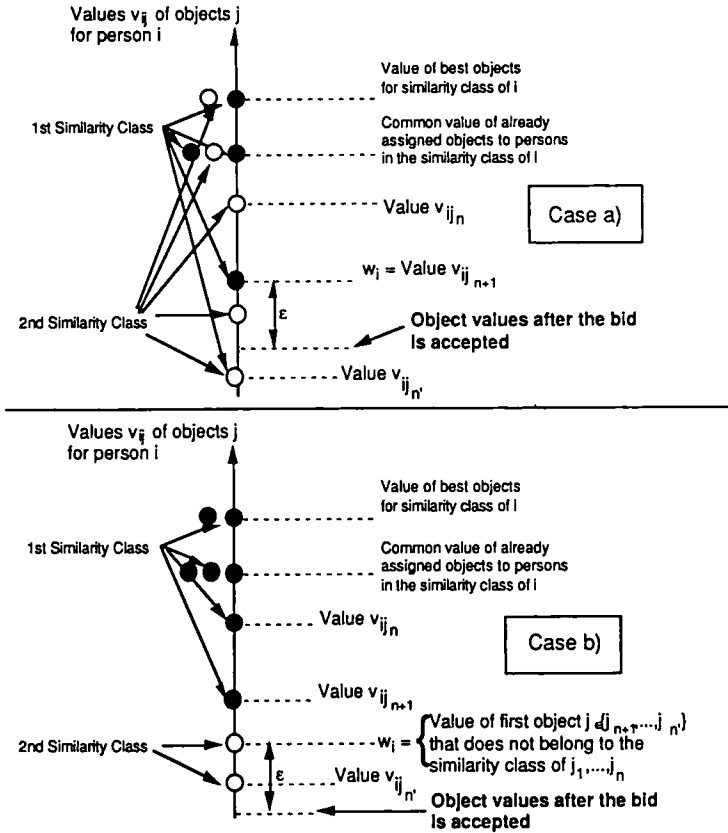 Values v_ij of objects j
for person i
Value of best objects
for similarity class of i
1st Similarity Class
Common value of already
assigned objects to persons
in the similarity class of i
Value v_ij_n
Case a)
w_i = Value v_ij_n+1
ε
2nd Similarity Class
Object values after the bid
is accepted
Value v_ij_n'
Values v_ij of objects j
for person i
Value of best objects
for similarity class of i
1st Similarity Class
Common value of already
assigned objects to persons
in the similarity class of i
Value v_ij_n
Case b)
Value v_ij_n+1
2nd Similarity Class
w_i = { Value of first object j ∈{j_n+1,...,j_n'}
that does not belong to the
similarity class of j_1,...,j_n
ε
Value v_ij_n'
Object values after the bid
is accepted